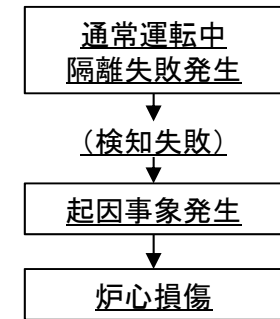 通常運転中
隔離失敗発生
（検知失敗）
起因事象発生
炉心損傷